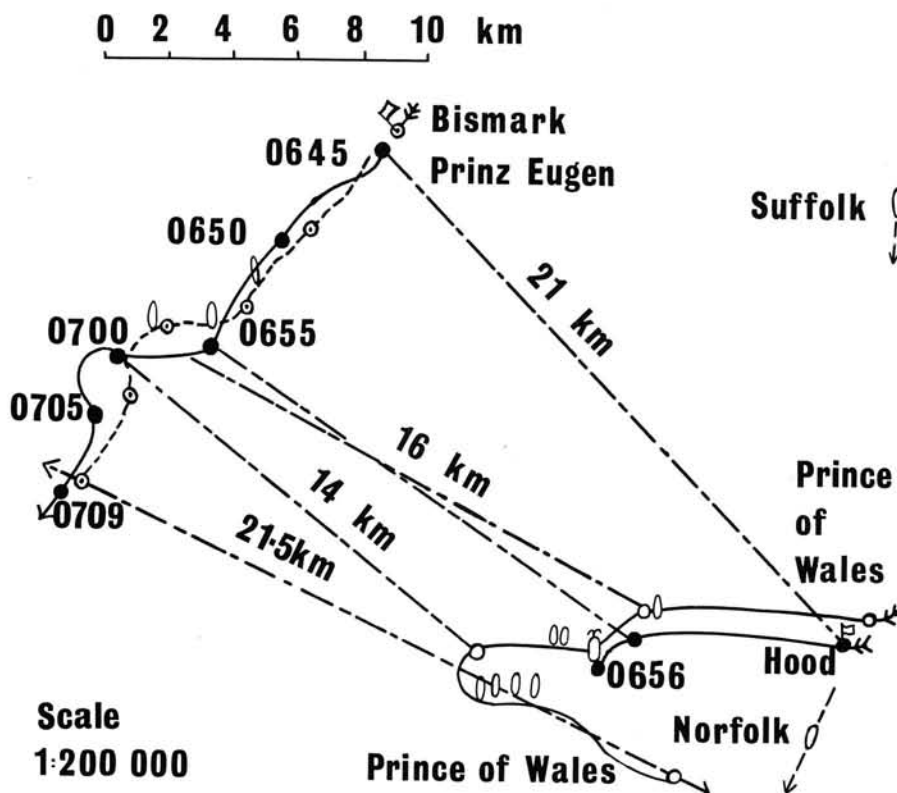 0 2 4 6 8 10 km
Bismark
Prinz Eugen
0645
Suffolk
0650
21 km
0655
0700
0705
16 km
Prince
of
Wales
0709
14 km
21·5km
0656
Hood
Norfolk
Scale
1:200 000
Prince of Wales